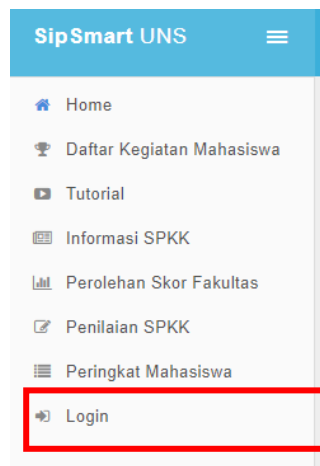 SipSmart UNS
Home
Daftar Kegiatan Mahasiswa
Tutorial
Informasi SPKK
Perolehan Skor Fakultas
Penilaian SPKK
Peringkat Mahasiswa
Login